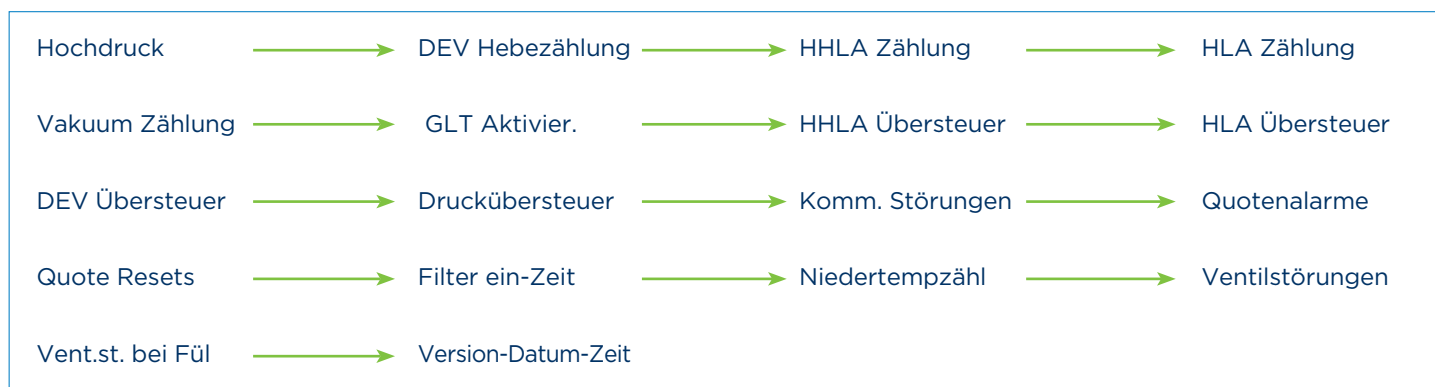 Hochdruck DEV Hebezählung HHLA Zählung HLA Zählung
Vakuum Zählung GLT Aktivier. HHLA Übersteuer HLA Übersteuer
DEV Übersteuer Druckübersteuer Komm. Störungen Quotenalarme
Quote Resets Filter ein-Zeit Niedertempzähl Ventilstörungen
Vent.st. bei Fül Version-Datum-Zeit